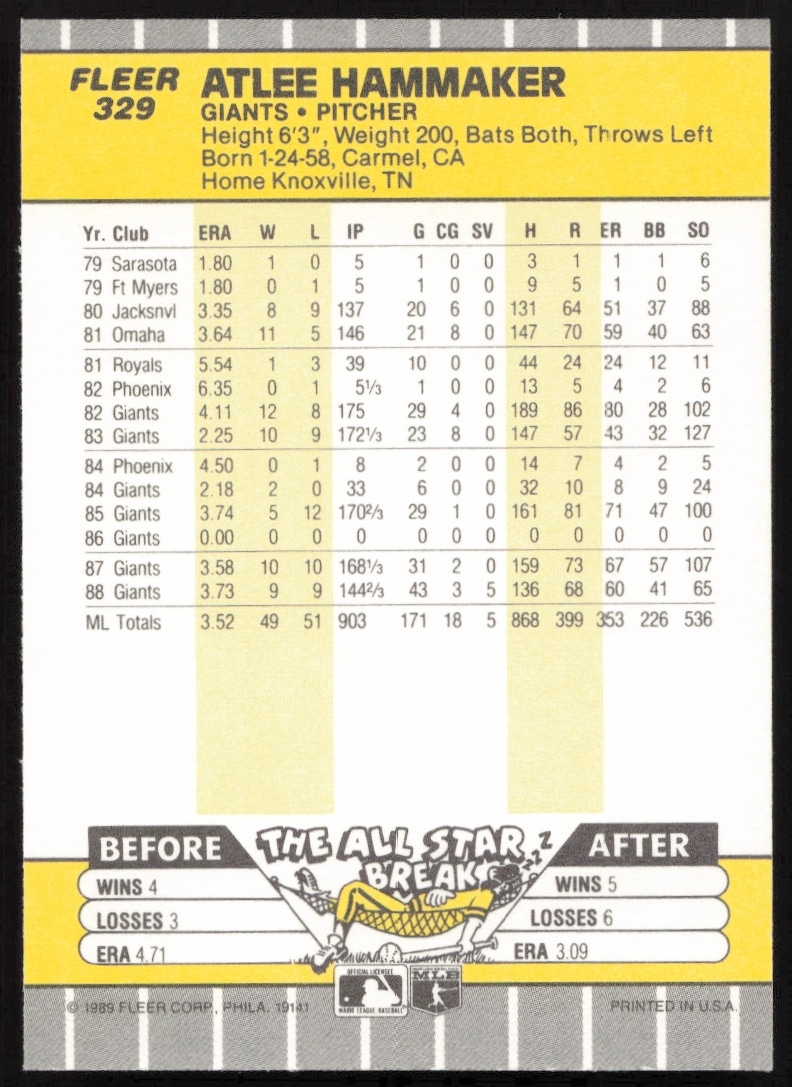 FLEER
329
ATLEE HAMMAKER
GIANTS • PITCHER
Height 6'3", Weight 200, Bats Both, Throws Left
Born 1-24-58, Carmel, CA
Home Knoxville, TN
Yr. Club ERA W L IP G CG SV H R ER BB SO
79 Sarasota 1.80 1 0 5 1 0 0 3 1 1 1 6
79 Ft Myers 1.80 0 1 5 1 0 0 9 5 1 0 5
80 Jacksnvl 3.35 8 9 137 20 6 0 131 64 51 37 88
81 Omaha 3.64 11 5 146 21 8 0 147 70 59 40 63
81 Royals 5.54 1 3 39 10 0 0 44 24 24 12 11
82 Phoenix 6.35 0 1 5⅓ 1 0 0 13 5 4 2 6
82 Giants 4.11 12 8 175 29 4 0 189 86 80 28 102
83 Giants 2.25 10 9 172⅓ 23 8 0 147 57 43 32 127
84 Phoenix 4.50 0 1 8 2 0 0 14 7 4 2 5
84 Giants 2.18 2 0 33 6 0 0 32 10 8 9 24
85 Giants 3.74 5 12 170⅔ 29 1 0 161 81 71 47 100
86 Giants 0.00 0 0 0 0 0 0 0 0 0 0 0
87 Giants 3.58 10 10 168⅓ 31 2 0 159 73 67 57 107
88 Giants 3.73 9 9 144⅔ 43 3 5 136 68 60 41 65
ML Totals 3.52 49 51 903 171 18 5 868 399 353 226 536
BEFORE THE ALL STAR BREAK zzzZ AFTER
WINS 4 WINS 5
LOSSES 3 LOSSES 6
ERA 4.71 ERA 3.09
OFFICIAL LICENSEE
MAJOR LEAGUE BASEBALL
MLB
© 1989 FLEER CORP., PHILA. 19141 PRINTED IN U.S.A.